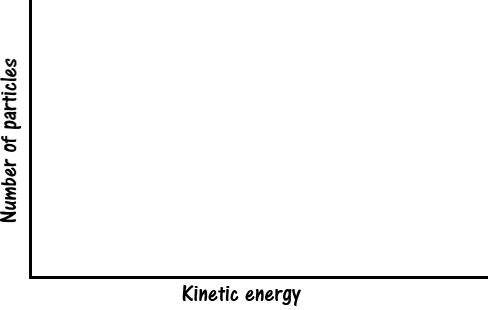 Number of particles
Kinetic energy